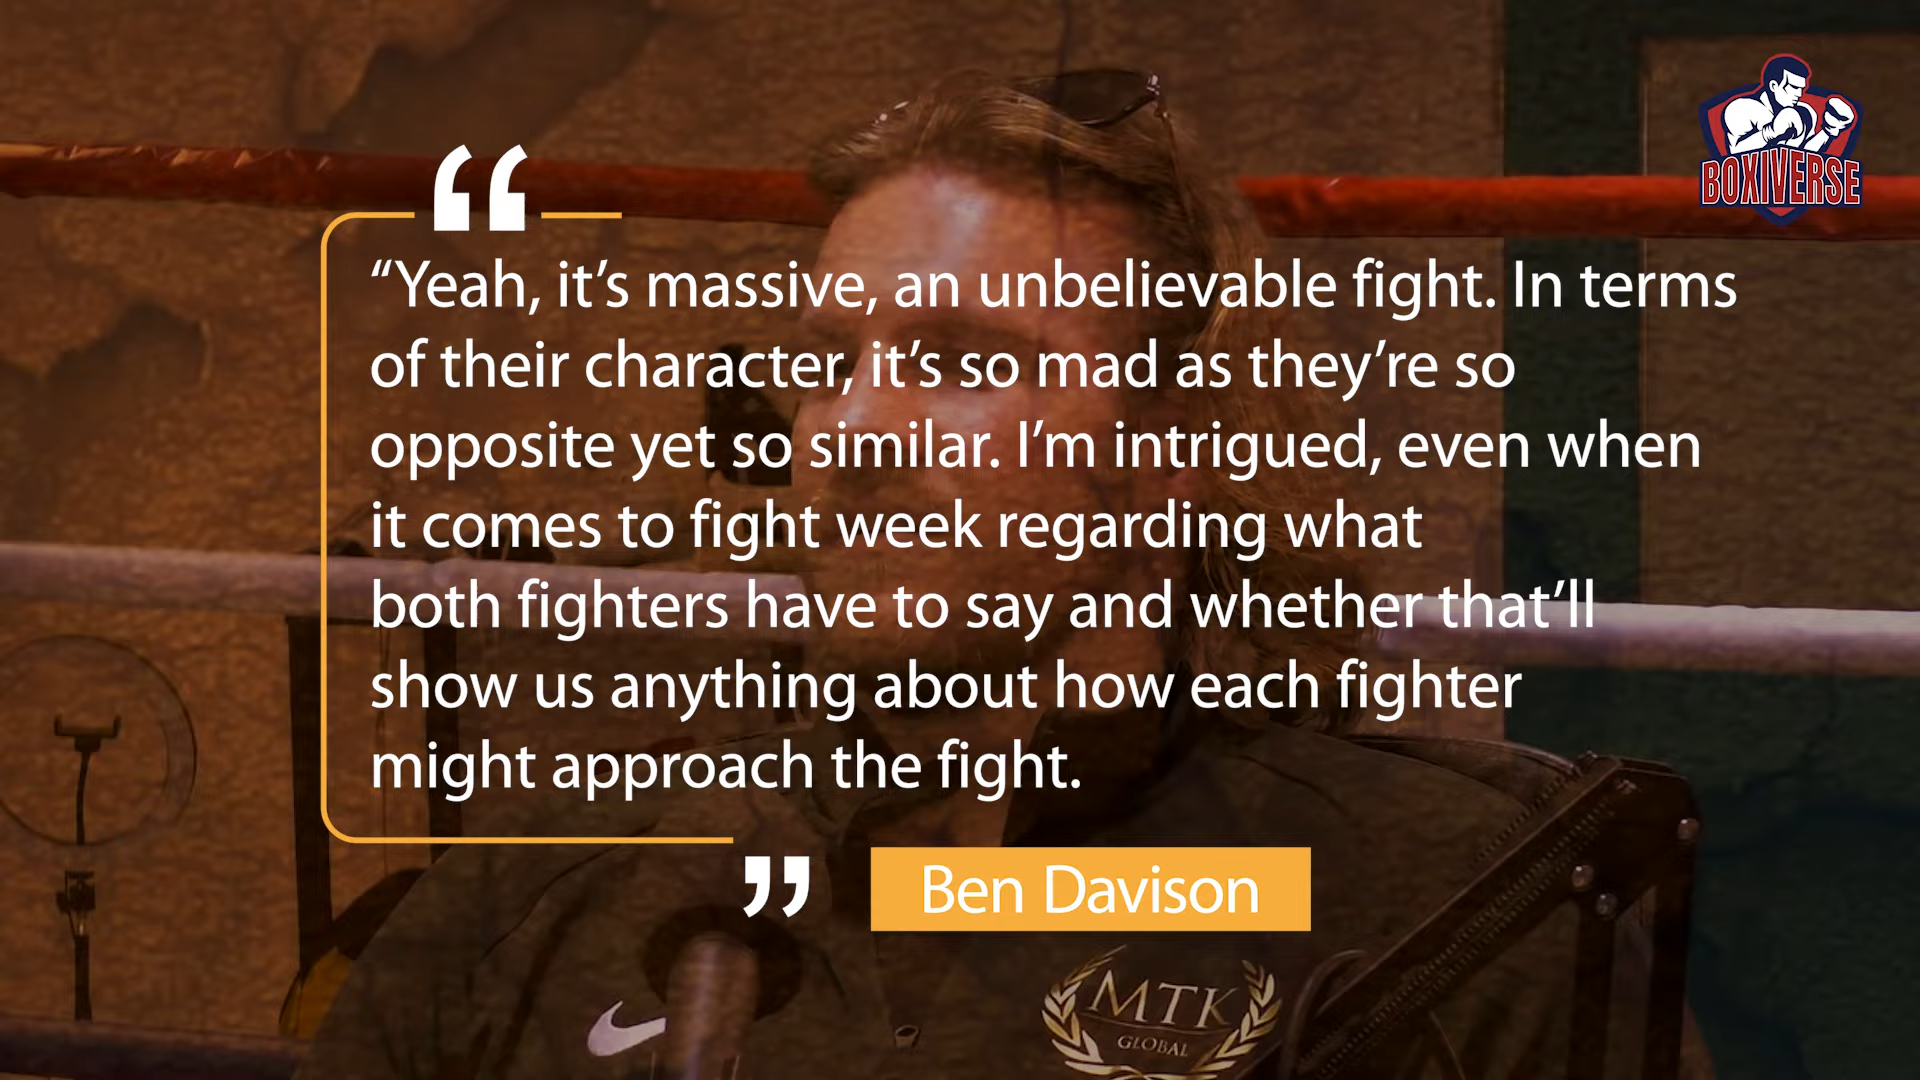 BOXIVERSE
“
“Yeah, it’s massive, an unbelievable fight. In terms
of their character, it’s so mad as they’re so
opposite yet so similar. I’m intrigued, even when
it comes to fight week regarding what
both fighters have to say and whether that’ll
show us anything about how each fighter
might approach the fight.
”
Ben Davison
MTK
GLOBAL